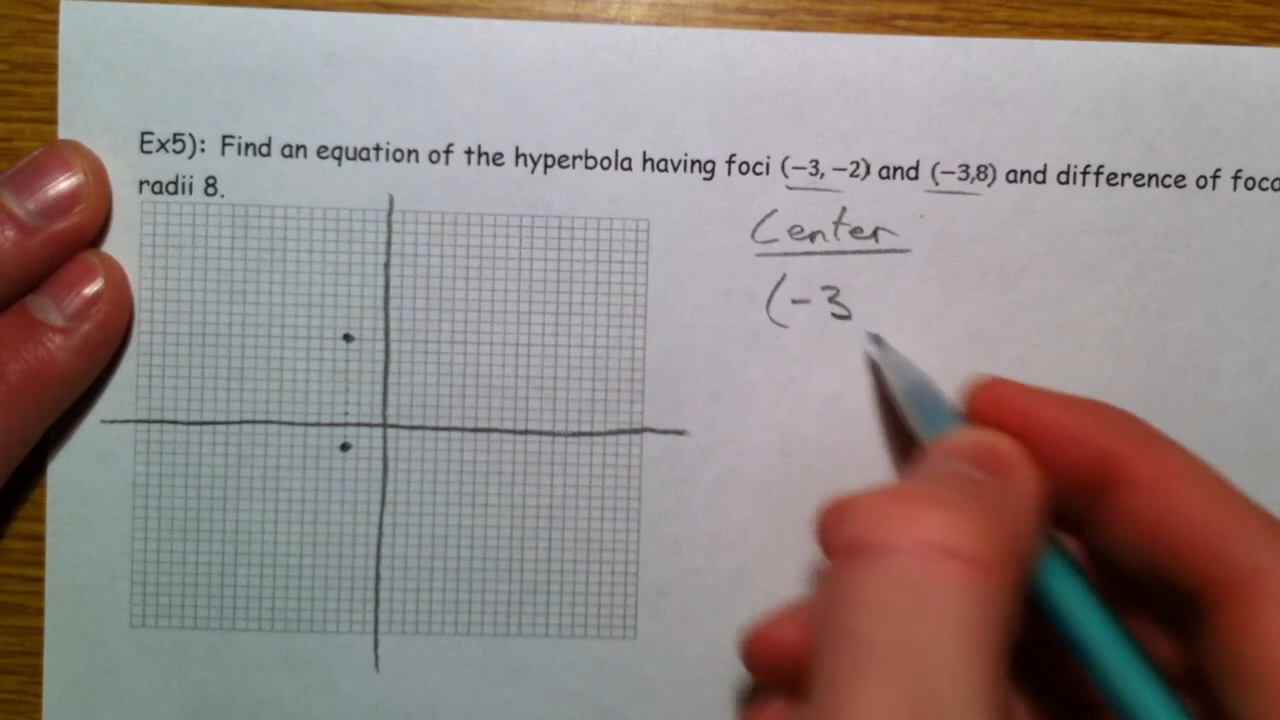 Ex5): Find an equation of the hyperbola having foci (−3, −2) and (−3,8) and difference of foca
radii 8.
Center
(-3